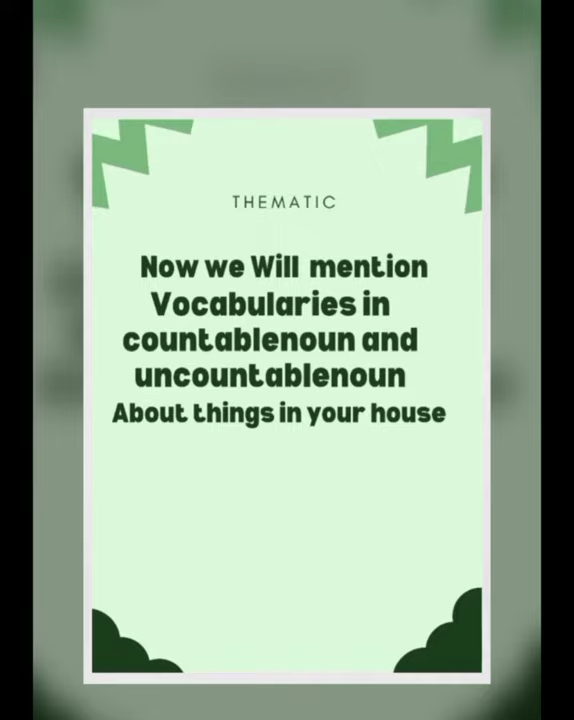 THEMATIC
Now we Will mention
Vocabularies in
countablenoun and
uncountablenoun
About things in your house